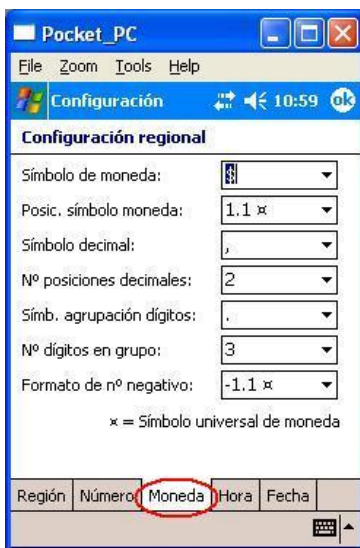 Pocket_PC
File Zoom Tools Help
Configuración 10:59 ok
Configuración regional
Símbolo de moneda: $
Posic. símbolo moneda: 1.1 ¤
Símbolo decimal: ,
Nº posiciones decimales: 2
Símb. agrupación dígitos: .
Nº dígitos en grupo: 3
Formato de nº negativo: -1.1 ¤
¤ = Símbolo universal de moneda
Región Número Moneda Hora Fecha